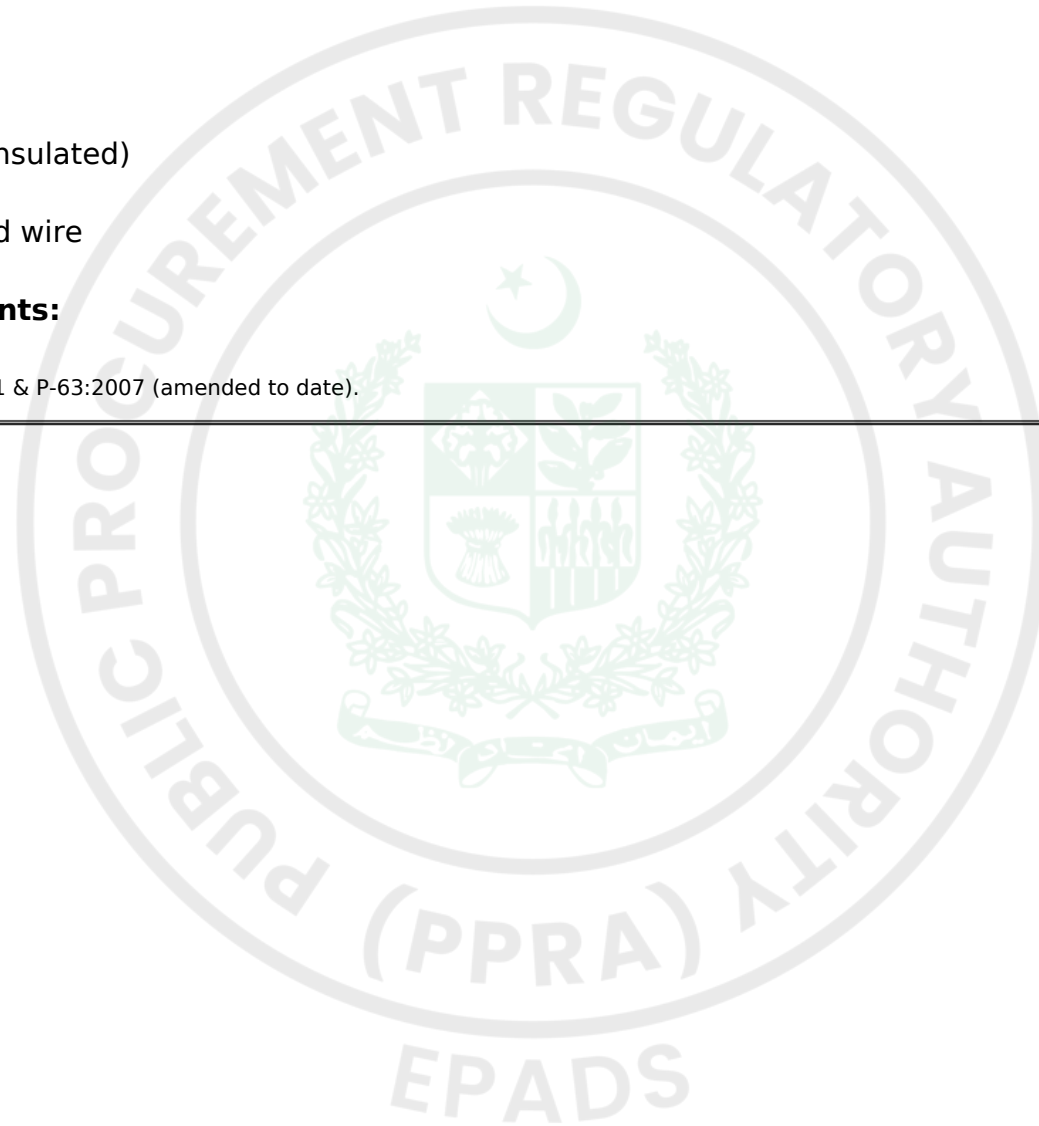 nsulated)
d wire
nts:
1 & P-63:2007 (amended to date).
PUBLIC PROCUREMENT REGULATORY AUTHORITY
(PPRA)
EPADS